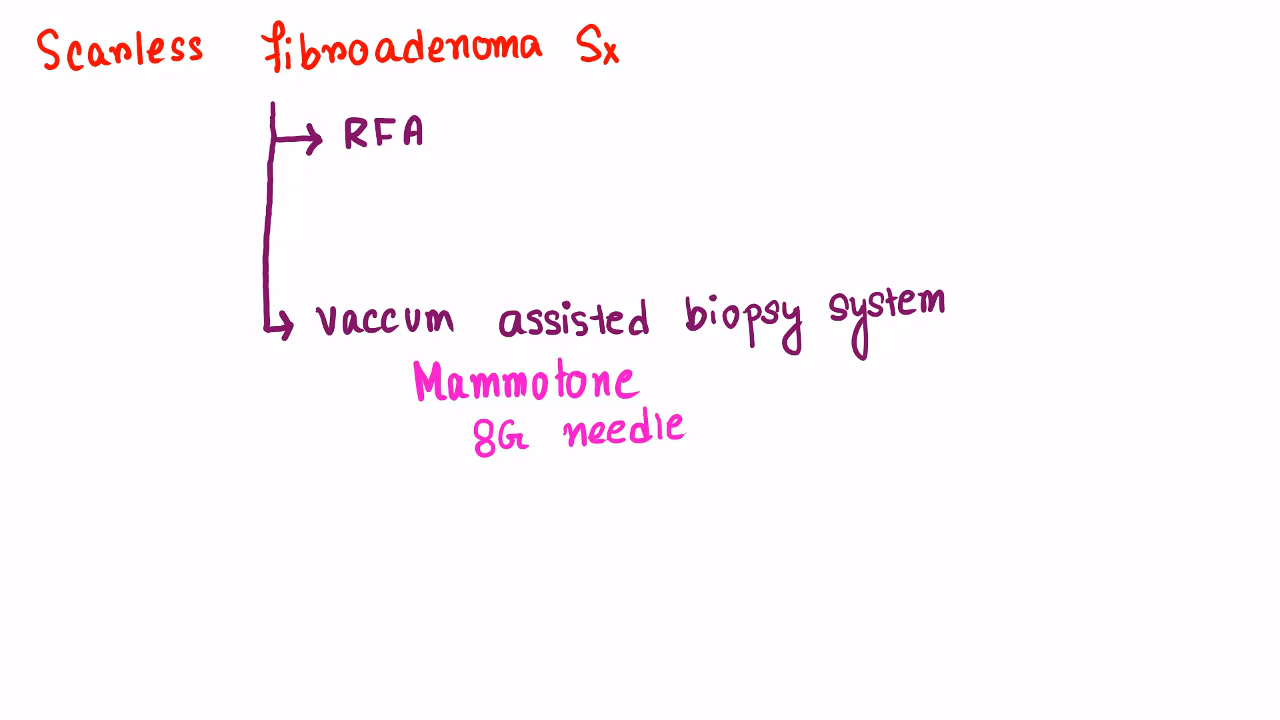 Scarless fibroadenoma Sx
RFA
vaccum assisted biopsy system
Mammotone
8G needle